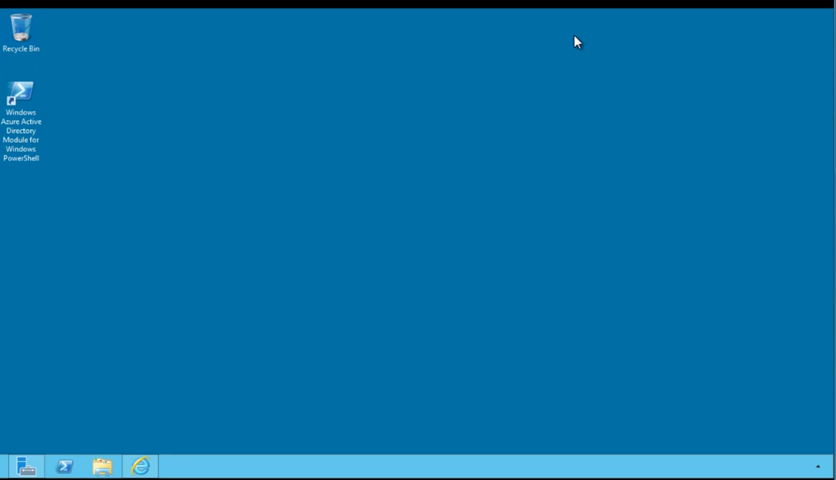 Recycle Bin
Windows
Azure Active
Directory
Module for
Windows
PowerShell